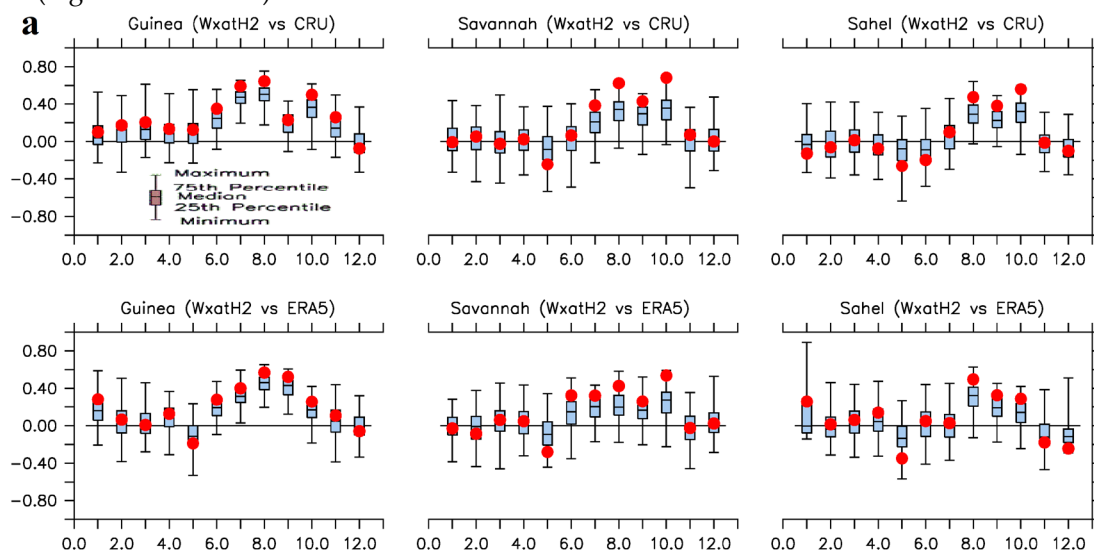 a
Guinea (WxatH2 vs CRU) Savannah (WxatH2 vs CRU) Sahel (WxatH2 vs CRU)
0.80
0.40
0.00
−0.40
−0.80
Maximum
75th Percentile
Median
25th Percentile
Minimum
0.0 2.0 4.0 6.0 8.0 10.0 12.0 0.0 2.0 4.0 6.0 8.0 10.0 12.0 0.0 2.0 4.0 6.0 8.0 10.0 12.0
Guinea (WxatH2 vs ERA5) Savannah (WxatH2 vs ERA5) Sahel (WxatH2 vs ERA5)
0.80
0.40
0.00
−0.40
−0.80
0.0 2.0 4.0 6.0 8.0 10.0 12.0 0.0 2.0 4.0 6.0 8.0 10.0 12.0 0.0 2.0 4.0 6.0 8.0 10.0 12.0